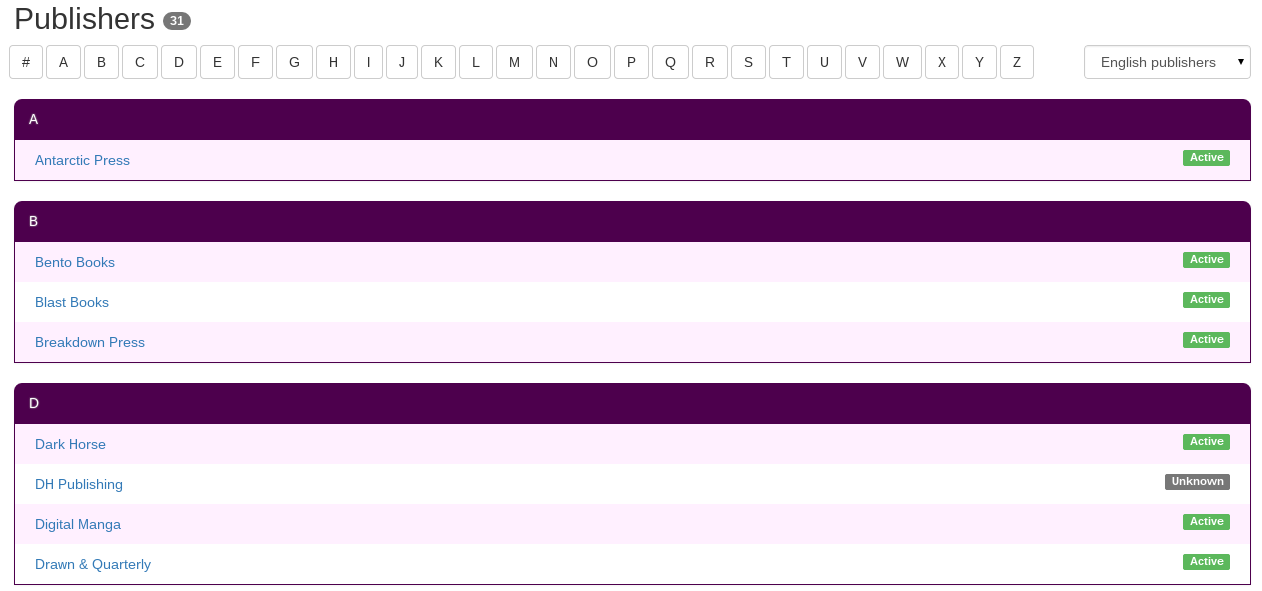 Publishers 31
# A B C D E F G H I J K L M N O P Q R S T U V W X Y Z English publishers
A
Antarctic Press Active
B
Bento Books Active
Blast Books Active
Breakdown Press Active
D
Dark Horse Active
DH Publishing Unknown
Digital Manga Active
Drawn & Quarterly Active